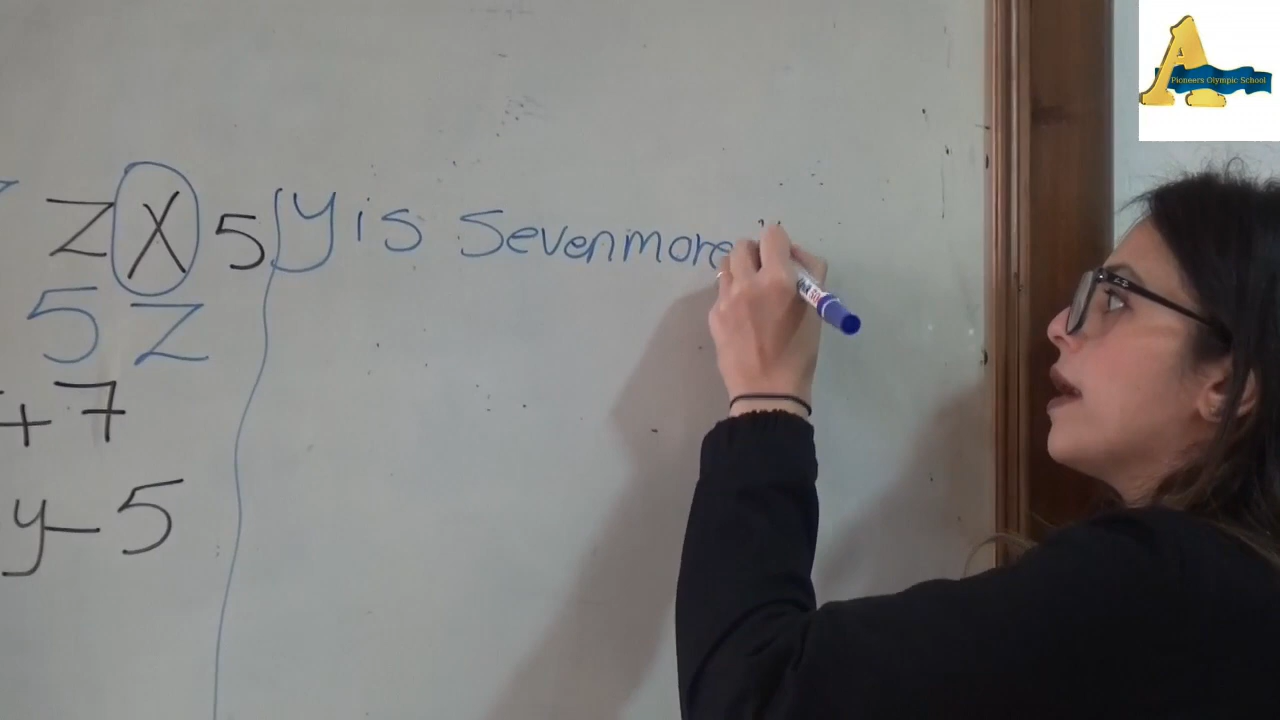 Z X 5
5 Z
+ 7
y - 5
y is Sevenmore
Pioneers Olympic School